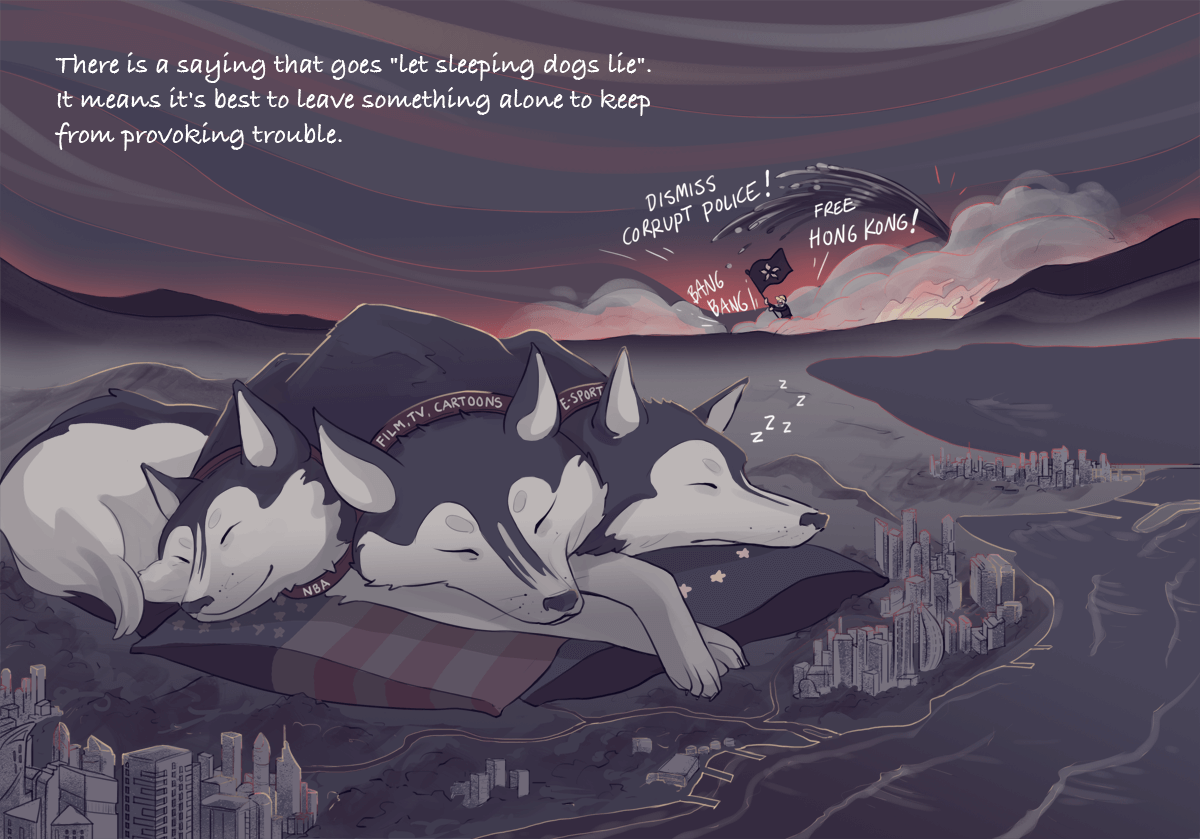 There is a saying that goes "let sleeping dogs lie".
It means it's best to leave something alone to keep
from provoking trouble.
DISMISS
CORRUPT POLICE!
FREE
HONG KONG!
BANG
BANG!
FILM, TV, CARTOONS
E-SPORT
NBA
z
z
z
z
z